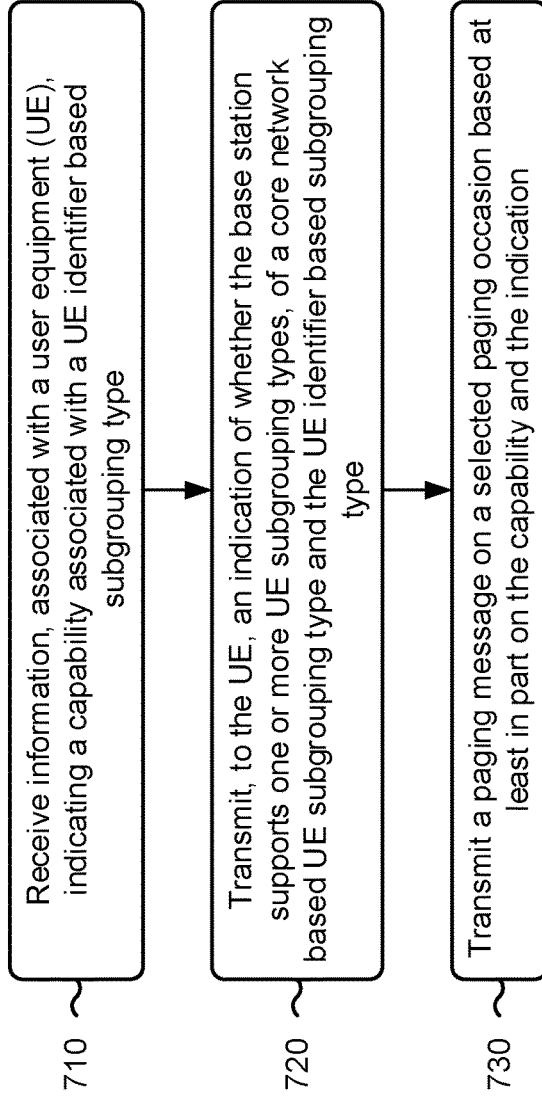 710
Receive information, associated with a user equipment (UE),
indicating a capability associated with a UE identifier based
subgrouping type
720
Transmit, to the UE, an indication of whether the base station
supports one or more UE subgrouping types, of a core network
based UE subgrouping type and the UE identifier based subgrouping
type
730
Transmit a paging message on a selected paging occasion based at
least in part on the capability and the indication